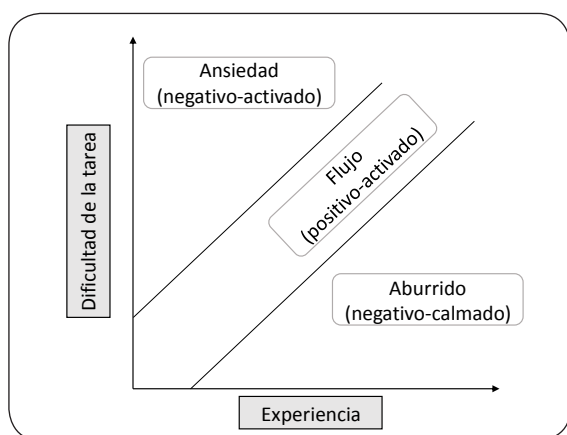 Ansiedad
(negativo-activado)
Flujo
(positivo-activado)
Aburrido
(negativo-calmado)
Dificultad de la tarea
Experiencia